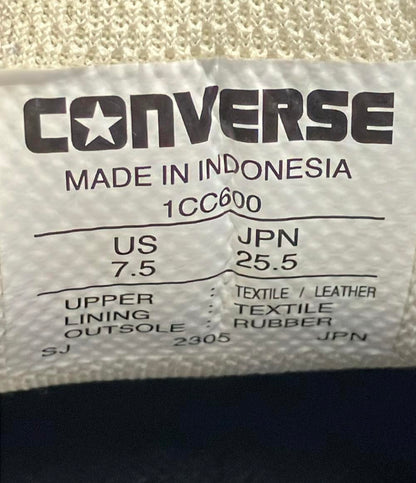 CONVERSE
MADE IN INDONESIA
1CC600
US JPN
7.5 25.5
UPPER : TEXTILE / LEATHER
LINING : TEXTILE
OUTSOLE : RUBBER
SJ 2305 JPN